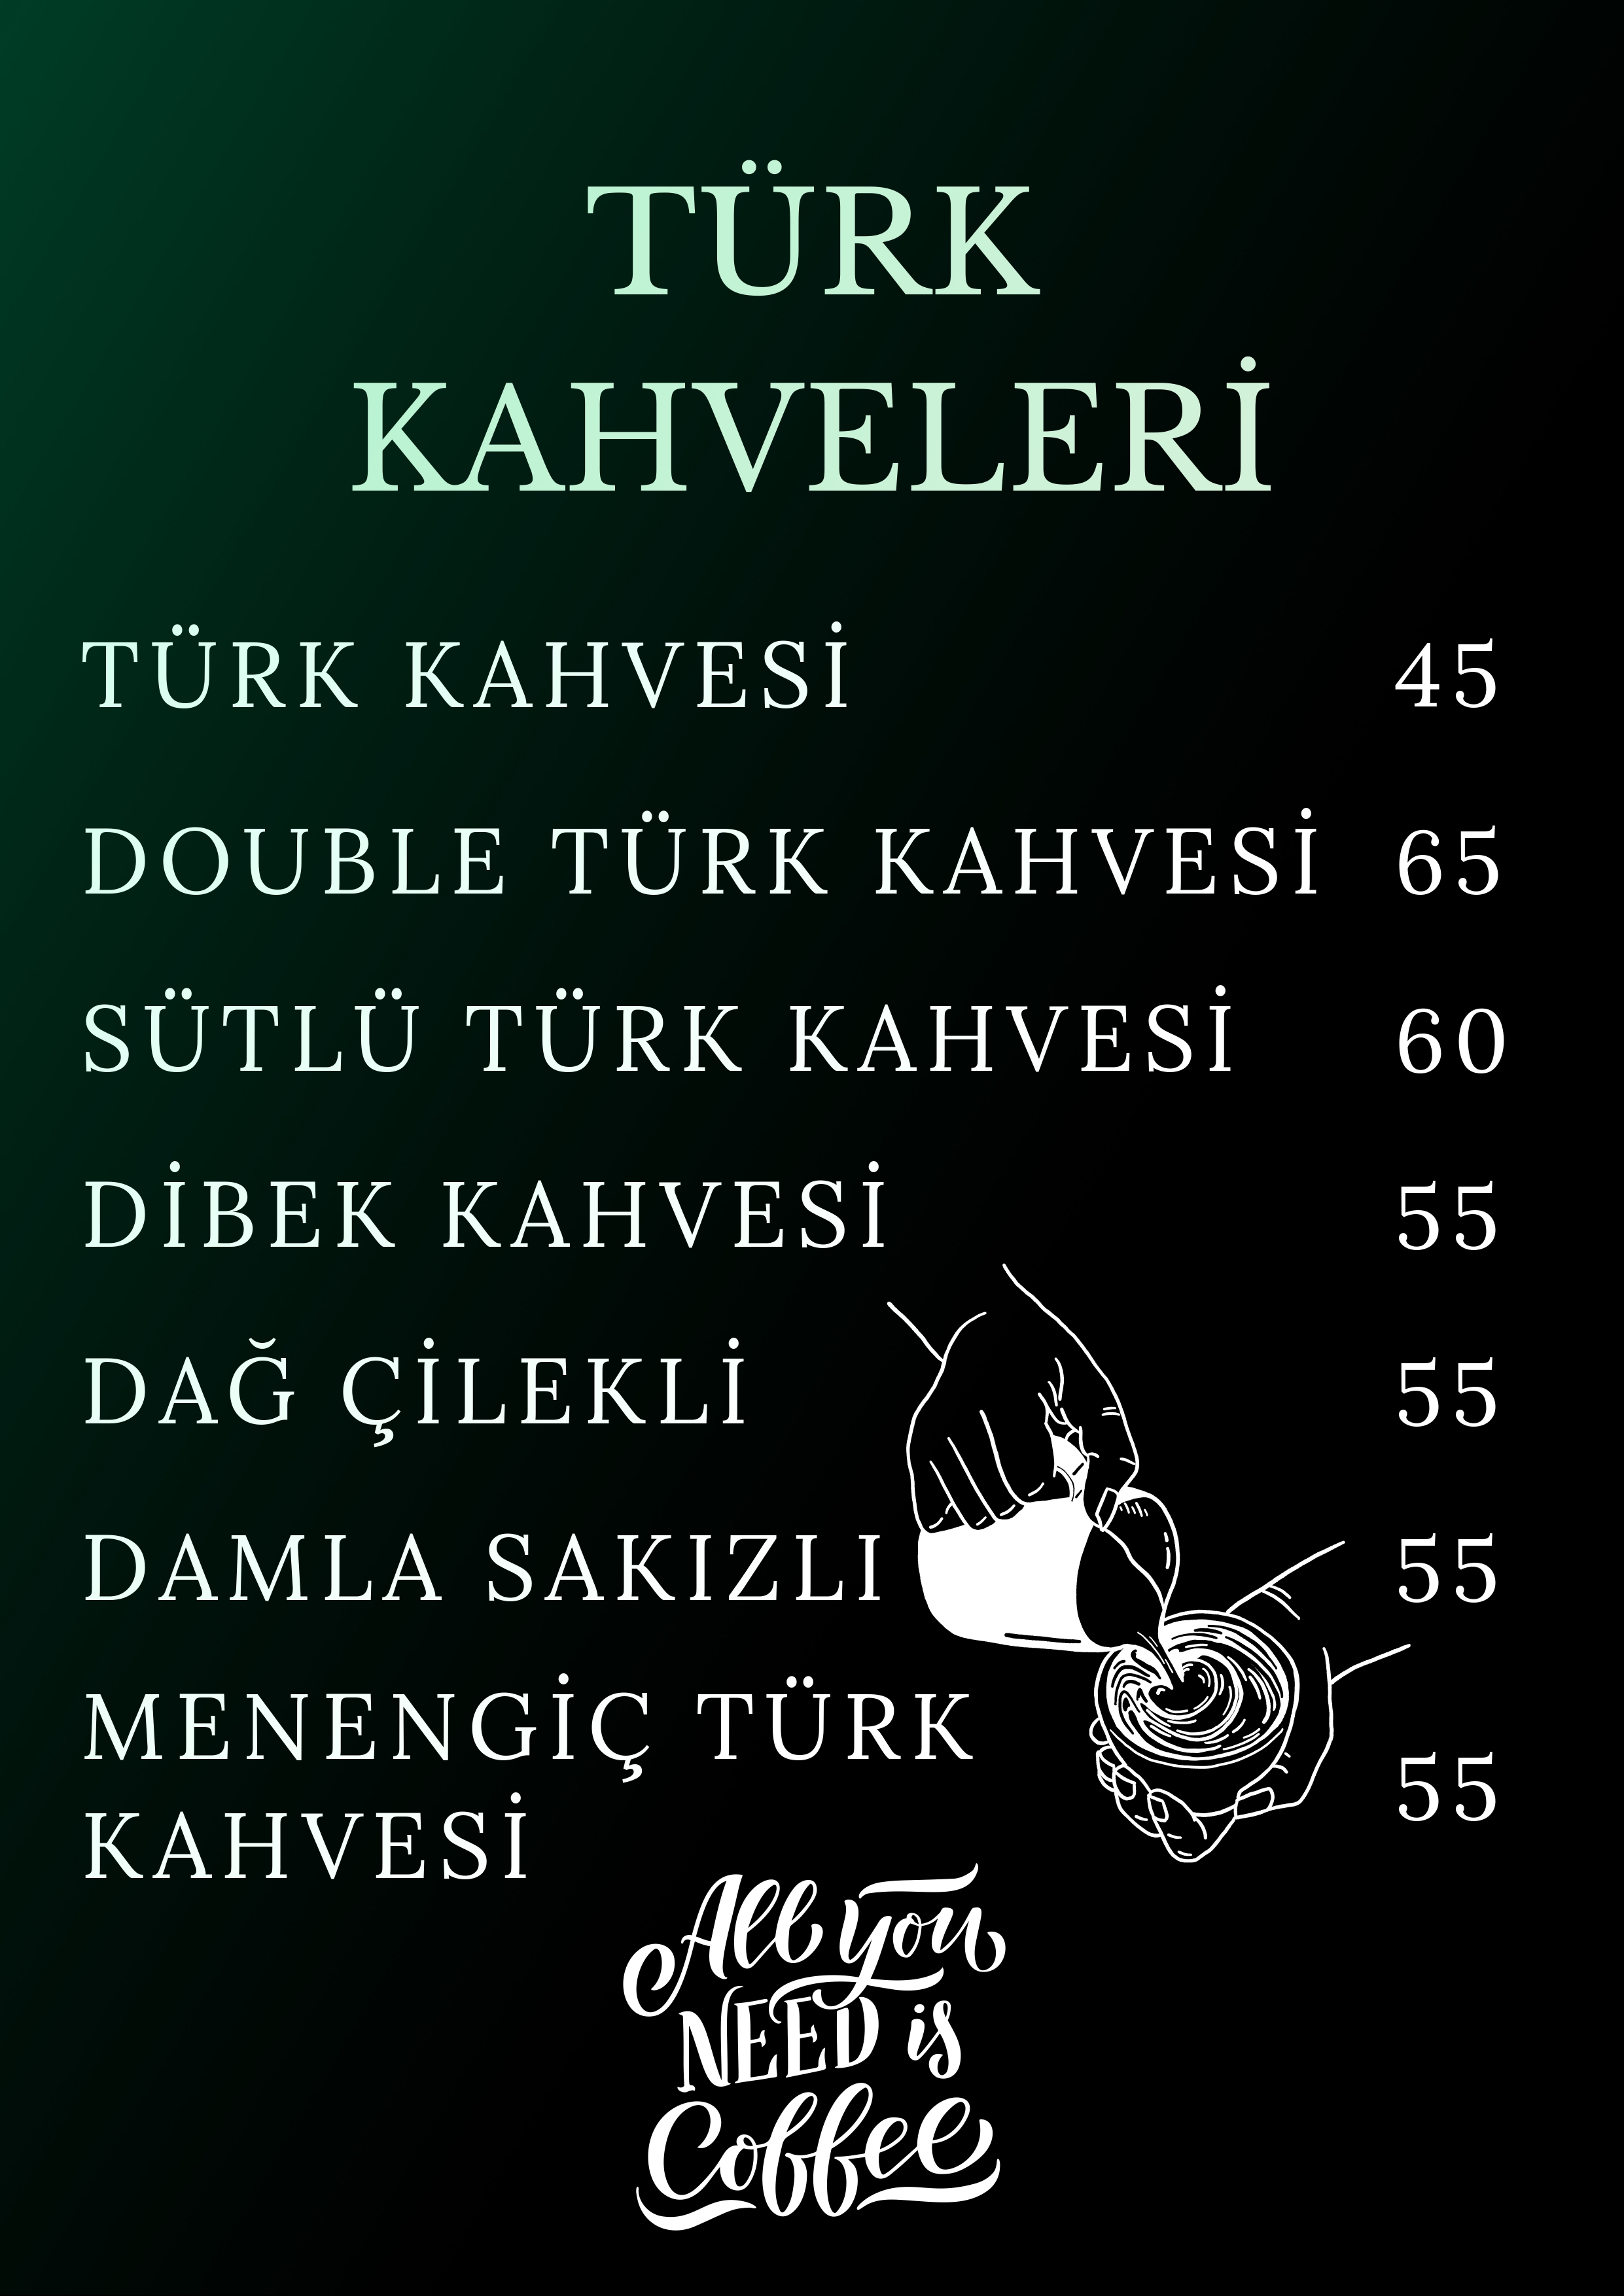 TÜRK
KAHVELERİ
TÜRK KAHVESİ 45
DOUBLE TÜRK KAHVESİ 65
SÜTLÜ TÜRK KAHVESİ 60
DİBEK KAHVESİ 55
DAĞ ÇİLEKLİ 55
DAMLA SAKIZLI 55
MENENGİÇ TÜRK
KAHVESİ 55
All you
NEED is
Coffee